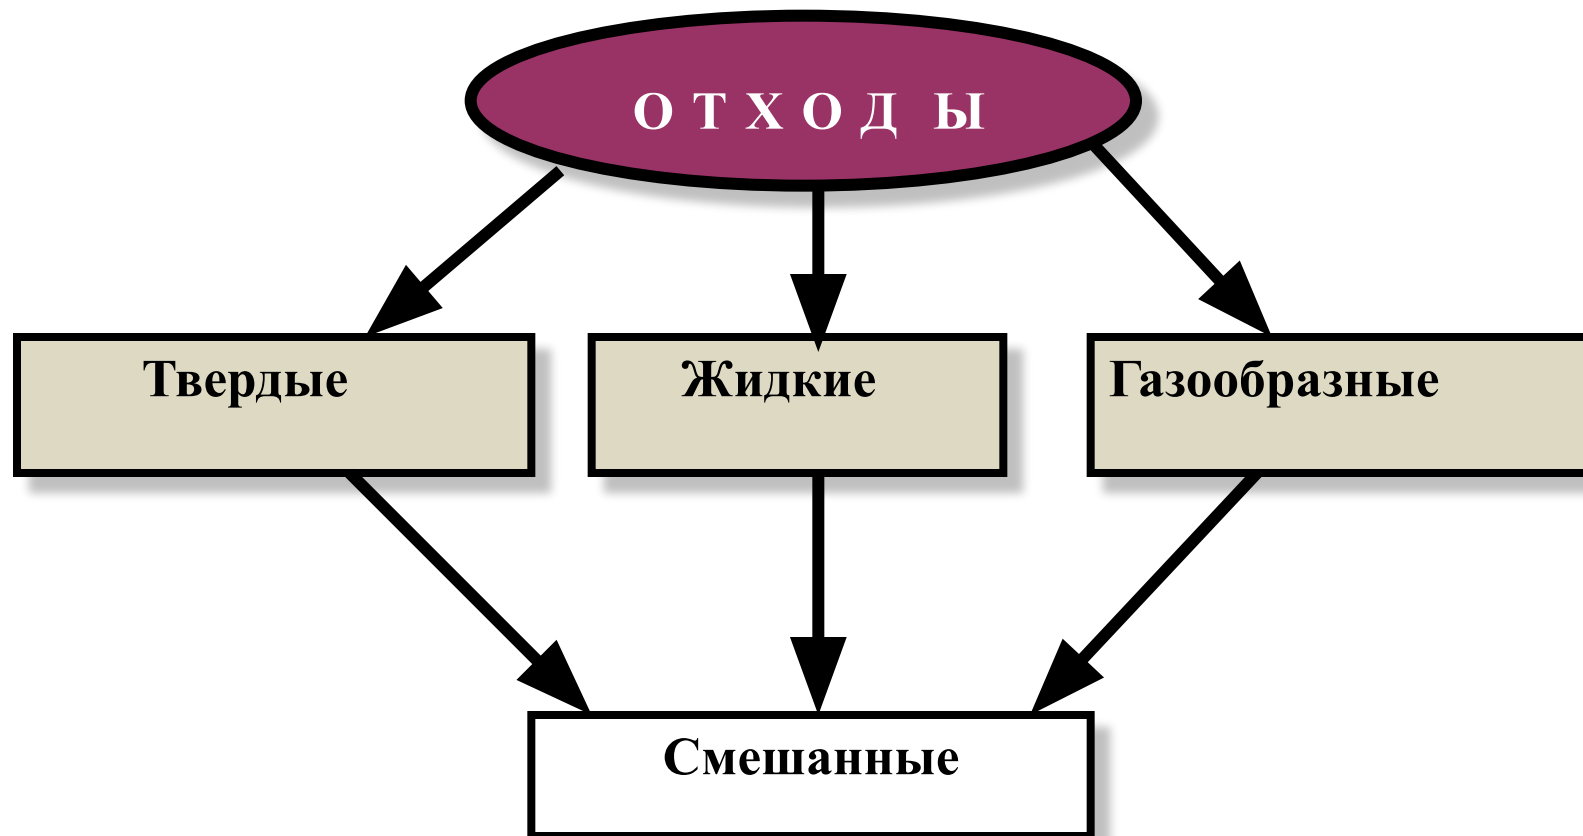 О Т Х О Д Ы
Твердые
Жидкие
Газообразные
Смешанные